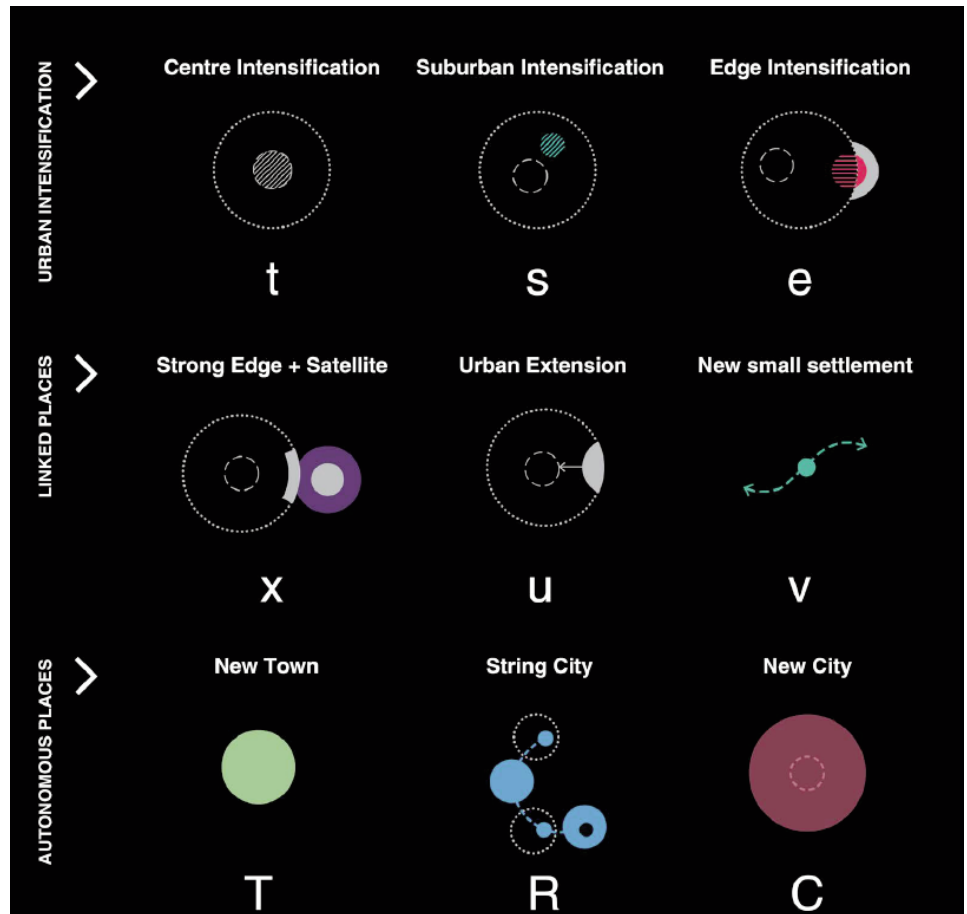 URBAN INTENSIFICATION
Centre Intensification
Suburban Intensification
Edge Intensification
t
s
e
LINKED PLACES
Strong Edge + Satellite
Urban Extension
New small settlement
x
u
v
AUTONOMOUS PLACES
New Town
String City
New City
T
R
C